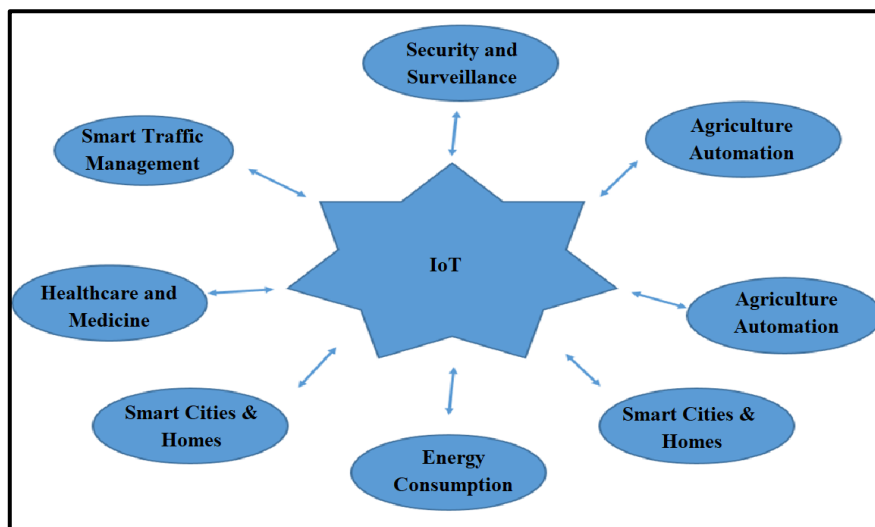 Security and
Surveillance
Smart Traffic
Management
Agriculture
Automation
IoT
Healthcare and
Medicine
Agriculture
Automation
Smart Cities &
Homes
Smart Cities &
Homes
Energy
Consumption